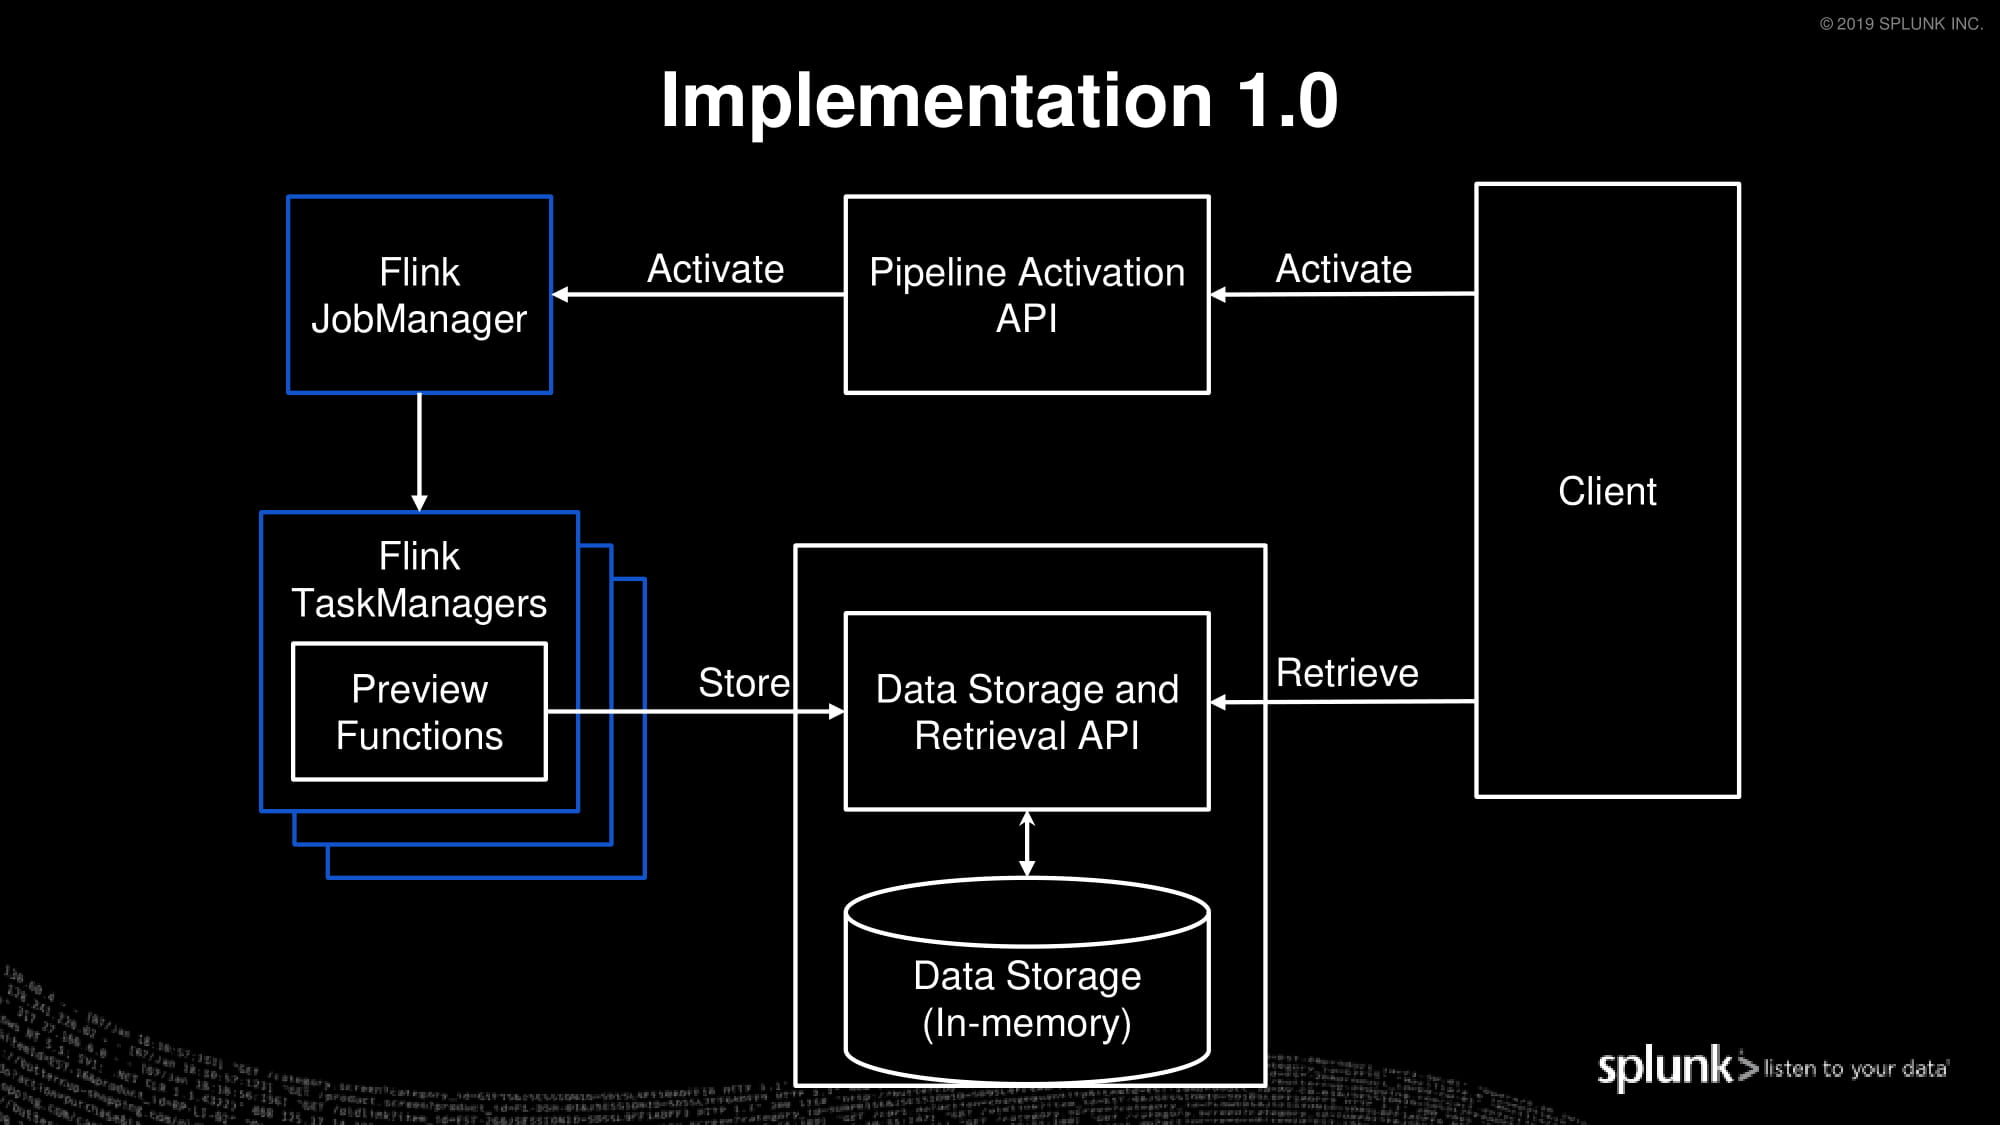 © 2019 SPLUNK INC.
Implementation 1.0
Flink
JobManager
Activate
Pipeline Activation
API
Activate
Client
Flink
TaskManagers
Preview
Functions
Store
Data Storage and
Retrieval API
Retrieve
Data Storage
(In-memory)
splunk> listen to your data